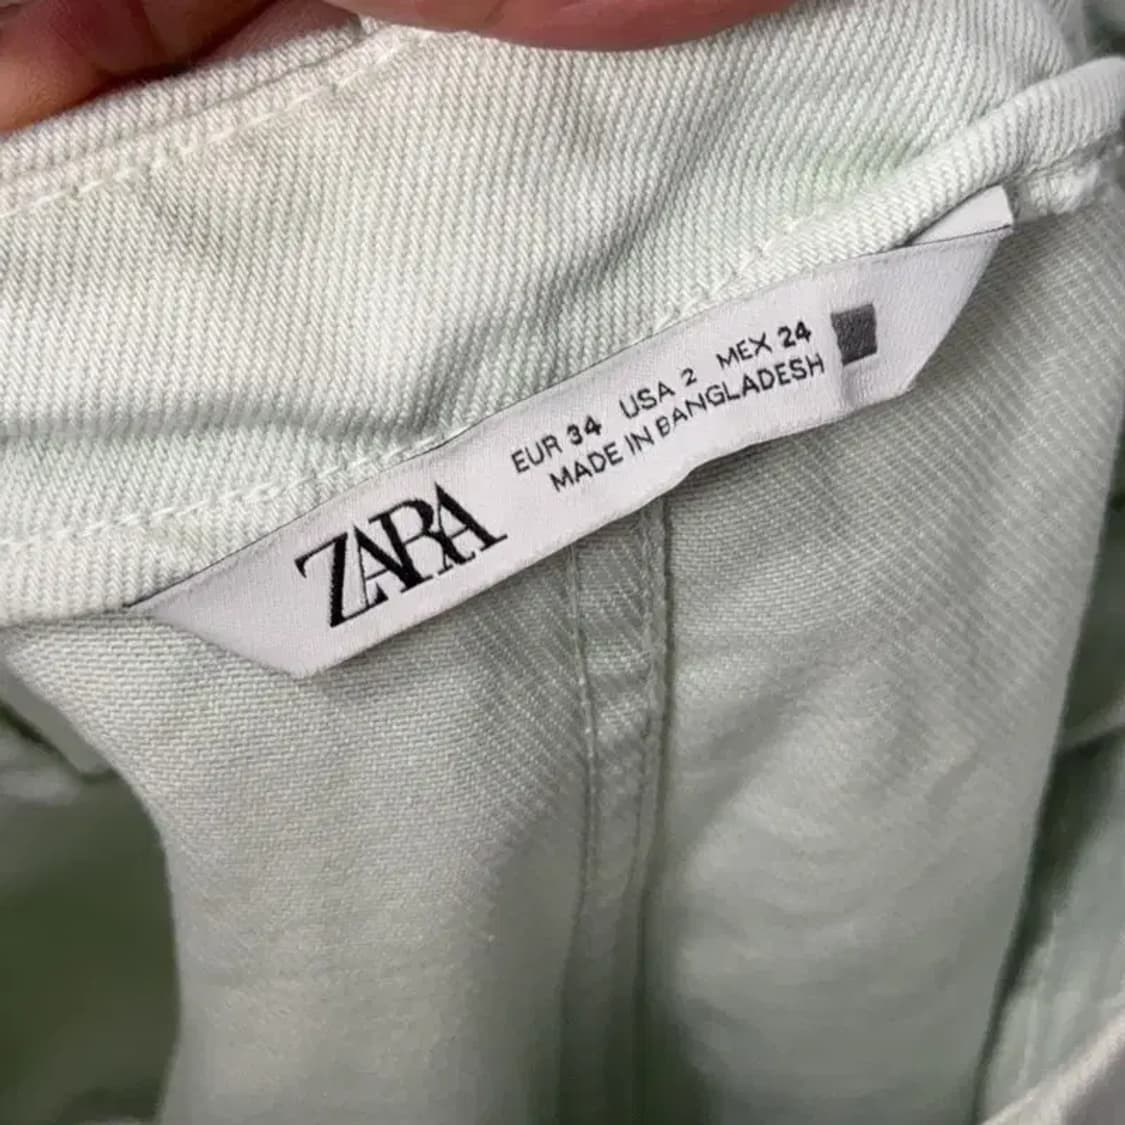 ZARA
EUR 34 USA 2 MEX 24
MADE IN BANGLADESH